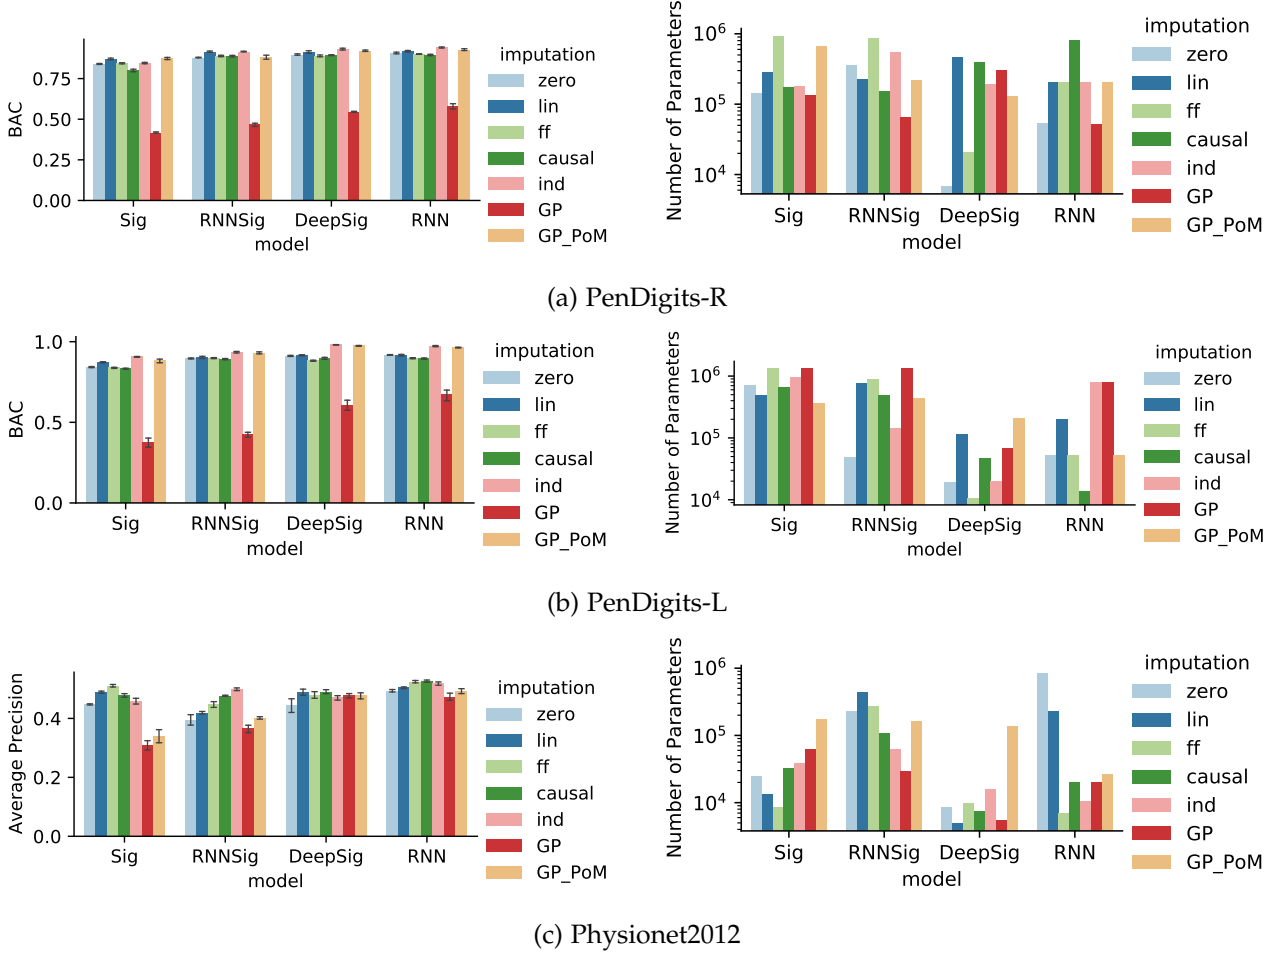 BAC
0.75
0.50
0.25
0.00
Sig RNNSig DeepSig RNN
model
imputation
zero
lin
ff
causal
ind
GP
GP_PoM
Number of Parameters
10^6
10^5
10^4
Sig RNNSig DeepSig RNN
model
imputation
zero
lin
ff
causal
ind
GP
GP_PoM
(a) PenDigits-R
BAC
1.0
0.5
0.0
Sig RNNSig DeepSig RNN
model
imputation
zero
lin
ff
causal
ind
GP
GP_PoM
Number of Parameters
10^6
10^5
10^4
Sig RNNSig DeepSig RNN
model
imputation
zero
lin
ff
causal
ind
GP
GP_PoM
(b) PenDigits-L
Average Precision
0.4
0.2
0.0
Sig RNNSig DeepSig RNN
model
imputation
zero
lin
ff
causal
ind
GP
GP_PoM
Number of Parameters
10^6
10^5
10^4
Sig RNNSig DeepSig RNN
model
imputation
zero
lin
ff
causal
ind
GP
GP_PoM
(c) Physionet2012